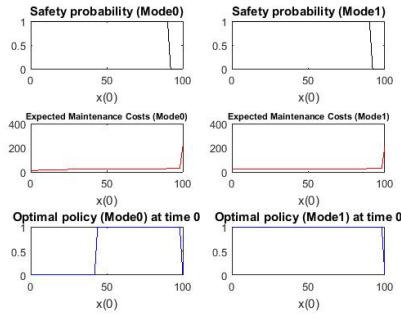 Safety probability (Mode0)
1
0.5
0
0 50 100
x(0)
Safety probability (Mode1)
1
0.5
0
0 50 100
x(0)
Expected Maintenance Costs (Mode0)
400
200
0
0 50 100
x(0)
Expected Maintenance Costs (Mode1)
400
200
0
0 50 100
x(0)
Optimal policy (Mode0) at time 0
1
0.5
0
0 50 100
x(0)
Optimal policy (Mode1) at time 0
1
0.5
0
0 50 100
x(0)